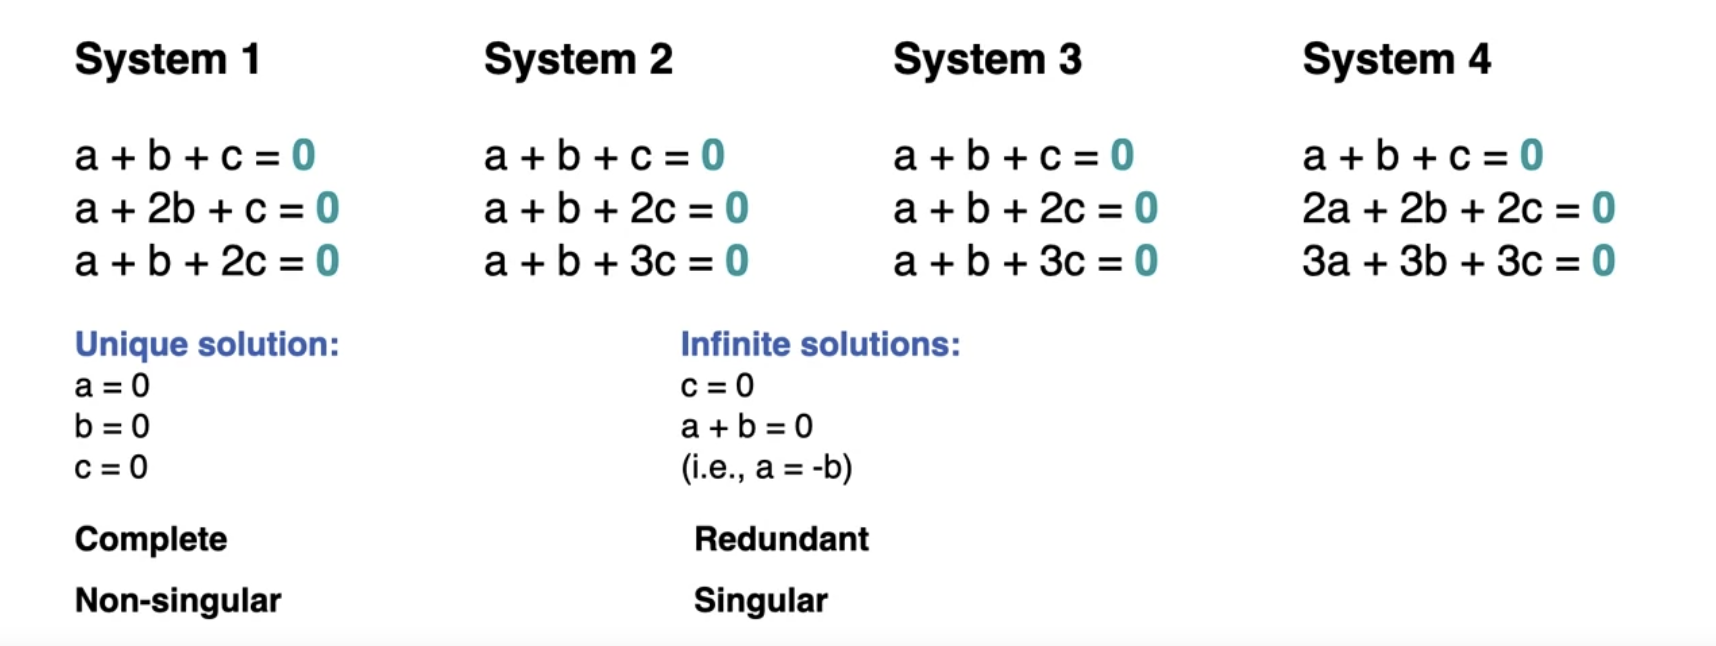 System 1
a + b + c = 0
a + 2b + c = 0
a + b + 2c = 0
System 2
a + b + c = 0
a + b + 2c = 0
a + b + 3c = 0
System 3
a + b + c = 0
a + b + 2c = 0
a + b + 3c = 0
System 4
a + b + c = 0
2a + 2b + 2c = 0
3a + 3b + 3c = 0
Unique solution:
a = 0
b = 0
c = 0
Complete
Non-singular
Infinite solutions:
c = 0
a + b = 0
(i.e., a = -b)
Redundant
Singular